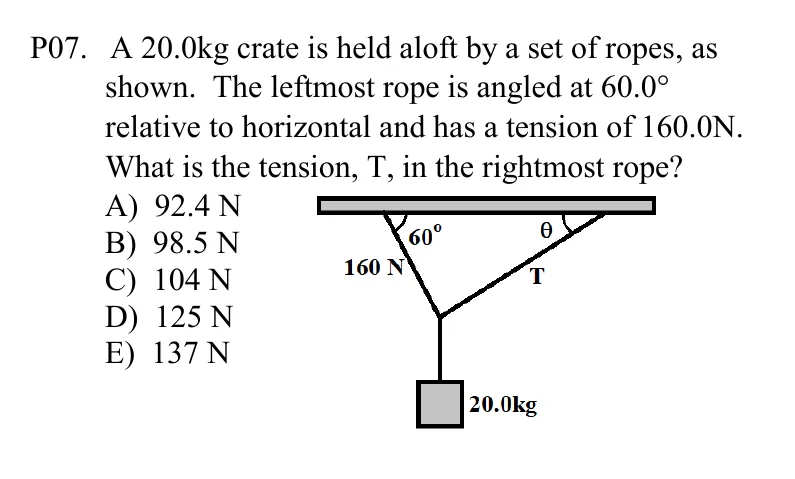 P07. A 20.0kg crate is held aloft by a set of ropes, as
shown. The leftmost rope is angled at 60.0°
relative to horizontal and has a tension of 160.0N.
What is the tension, T, in the rightmost rope?
A) 92.4 N
B) 98.5 N
C) 104 N
D) 125 N
E) 137 N
60°
θ
160 N
T
20.0kg